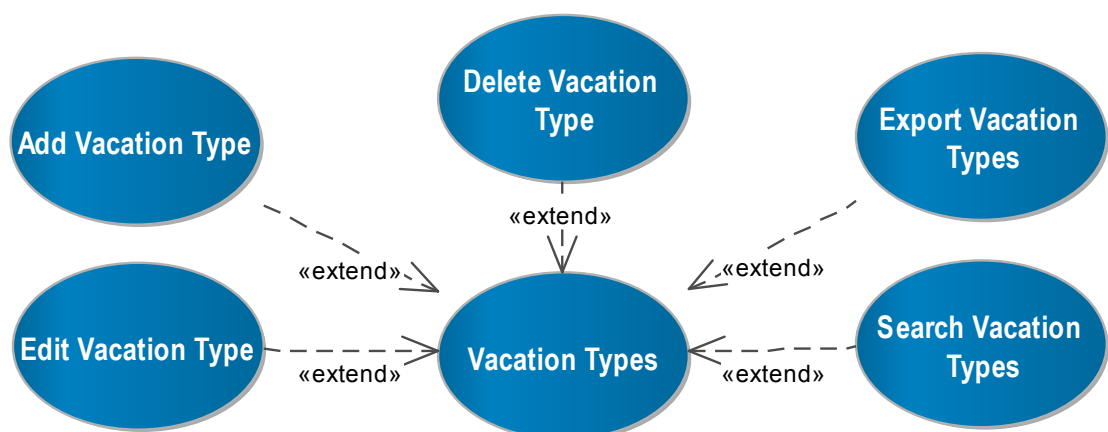 Delete Vacation
Type
Add Vacation Type
Export Vacation
Types
«extend»
«extend»
«extend»
Edit Vacation Type
Vacation Types
Search Vacation
Types
«extend»
«extend»